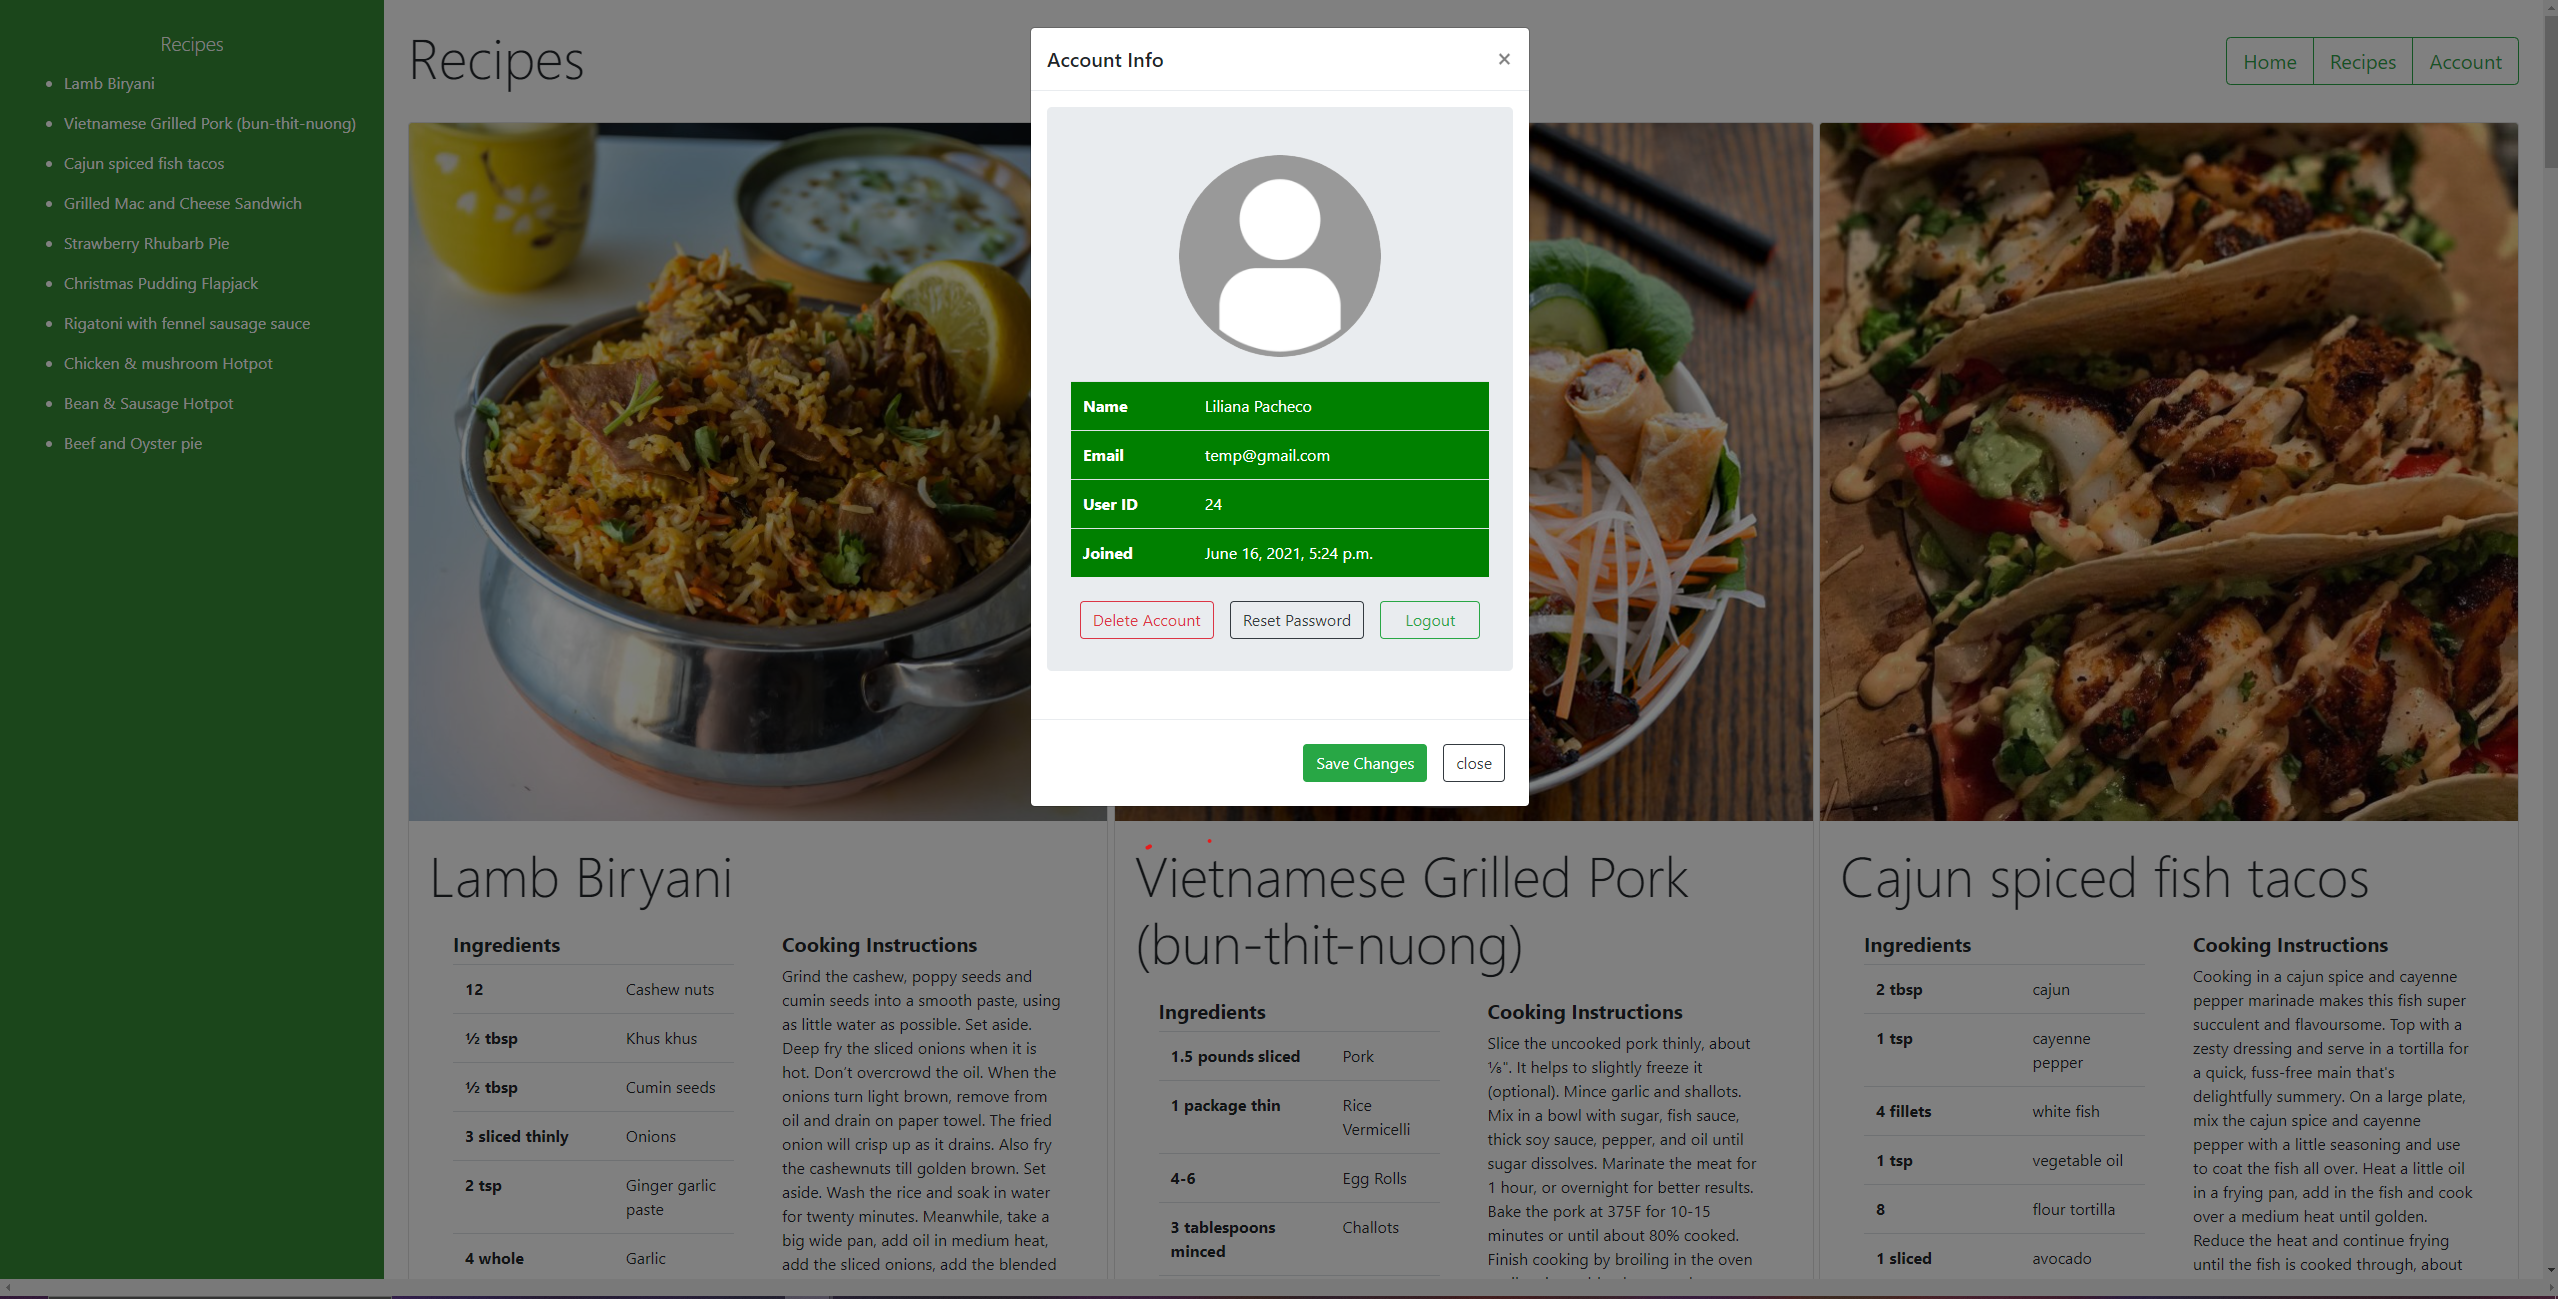 Recipes
Lamb Biryani
Vietnamese Grilled Pork (bun-thit-nuong)
Cajun spiced fish tacos
Grilled Mac and Cheese Sandwich
Strawberry Rhubarb Pie
Christmas Pudding Flapjack
Rigatoni with fennel sausage sauce
Chicken & mushroom Hotpot
Bean & Sausage Hotpot
Beef and Oyster pie
Recipes
Home Recipes Account
Account Info ×
Name Liliana Pacheco
Email temp@gmail.com
User ID 24
Joined June 16, 2021, 5:24 p.m.
Delete Account Reset Password Logout
Save Changes close
Lamb Biryani
Ingredients
12 Cashew nuts
½ tbsp Khus khus
½ tbsp Cumin seeds
3 sliced thinly Onions
2 tsp Ginger garlic
paste
4 whole Garlic
Cooking Instructions
Grind the cashew, poppy seeds and
cumin seeds into a smooth paste, using
as little water as possible. Set aside.
Deep fry the sliced onions when it is
hot. Don't overcrowd the oil. When the
onions turn light brown, remove from
oil and drain on paper towel. The fried
onion will crisp up as it drains. Also fry
the cashewnuts till golden brown. Set
aside. Wash the rice and soak in water
for twenty minutes. Meanwhile, take a
big wide pan, add oil in medium heat,
add the sliced onions, add the blended
Vietnamese Grilled Pork
(bun-thit-nuong)
Ingredients
1.5 pounds sliced Pork
1 package thin Rice
Vermicelli
4-6 Egg Rolls
3 tablespoons Challots
minced
Cooking Instructions
Slice the uncooked pork thinly, about
⅛". It helps to slightly freeze it
(optional). Mince garlic and shallots.
Mix in a bowl with sugar, fish sauce,
thick soy sauce, pepper, and oil until
sugar dissolves. Marinate the meat for
1 hour, or overnight for better results.
Bake the pork at 375F for 10-15
minutes or until about 80% cooked.
Finish cooking by broiling in the oven
Cajun spiced fish tacos
Ingredients
2 tbsp cajun
1 tsp cayenne
pepper
4 fillets white fish
1 tsp vegetable oil
8 flour tortilla
1 sliced avocado
Cooking Instructions
Cooking in a cajun spice and cayenne
pepper marinade makes this fish super
succulent and flavoursome. Top with a
zesty dressing and serve in a tortilla for
a quick, fuss-free main that's
delightfully summery. On a large plate,
mix the cajun spice and cayenne
pepper with a little seasoning and use
to coat the fish all over. Heat a little oil
in a frying pan, add in the fish and cook
over a medium heat until golden.
Reduce the heat and continue frying
until the fish is cooked through, about